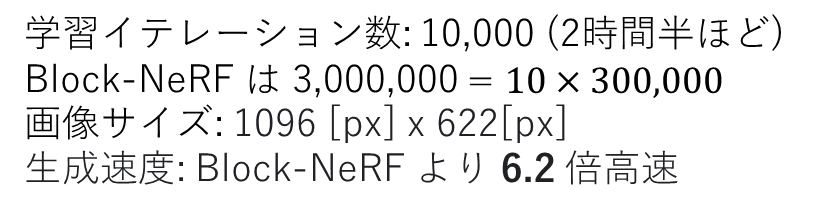 学習イテレーション数: 10,000 (2時間半ほど)
Block-NeRF は 3,000,000 = 10 × 300,000
画像サイズ: 1096 [px] x 622[px]
生成速度: Block-NeRF より 6.2 倍高速